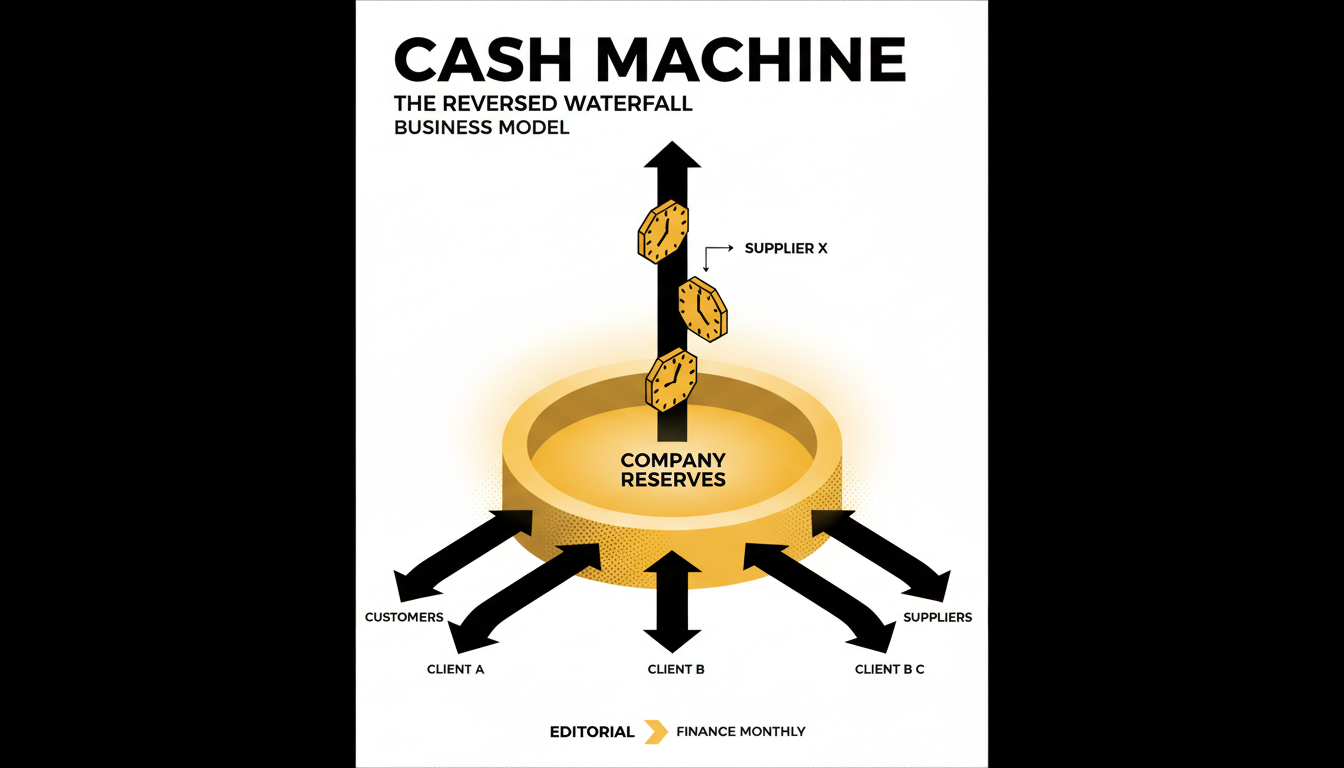 CASH MACHINE
THE REVERSED WATERFALL
BUSINESS MODEL
SUPPLIER X
COMPANY
RESERVES
CUSTOMERS
SUPPLIERS
CLIENT A
CLIENT B
CLIENT B C
EDITORIAL
FINANCE MONTHLY